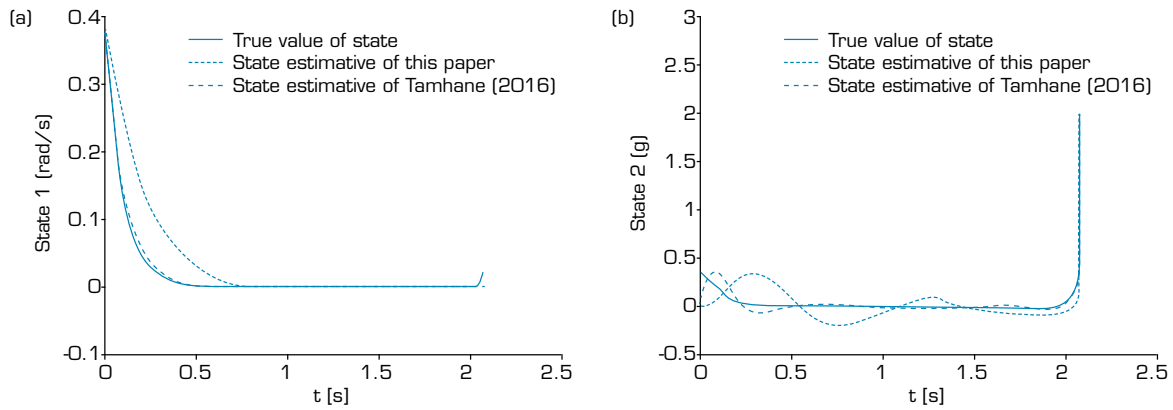 (a)
0.4
0.3
0.2
0.1
0
-0.1
State 1 (rad/s)
True value of state
State estimative of this paper
State estimative of Tamhane (2016)
0
0.5
1
1.5
2
2.5
t [s]
(b)
3
2.5
2
1.5
1
0.5
0
-0.5
State 2 (g)
True value of state
State estimative of this paper
State estimative of Tamhane (2016)
0
0.5
1
1.5
2
2.5
t [s]